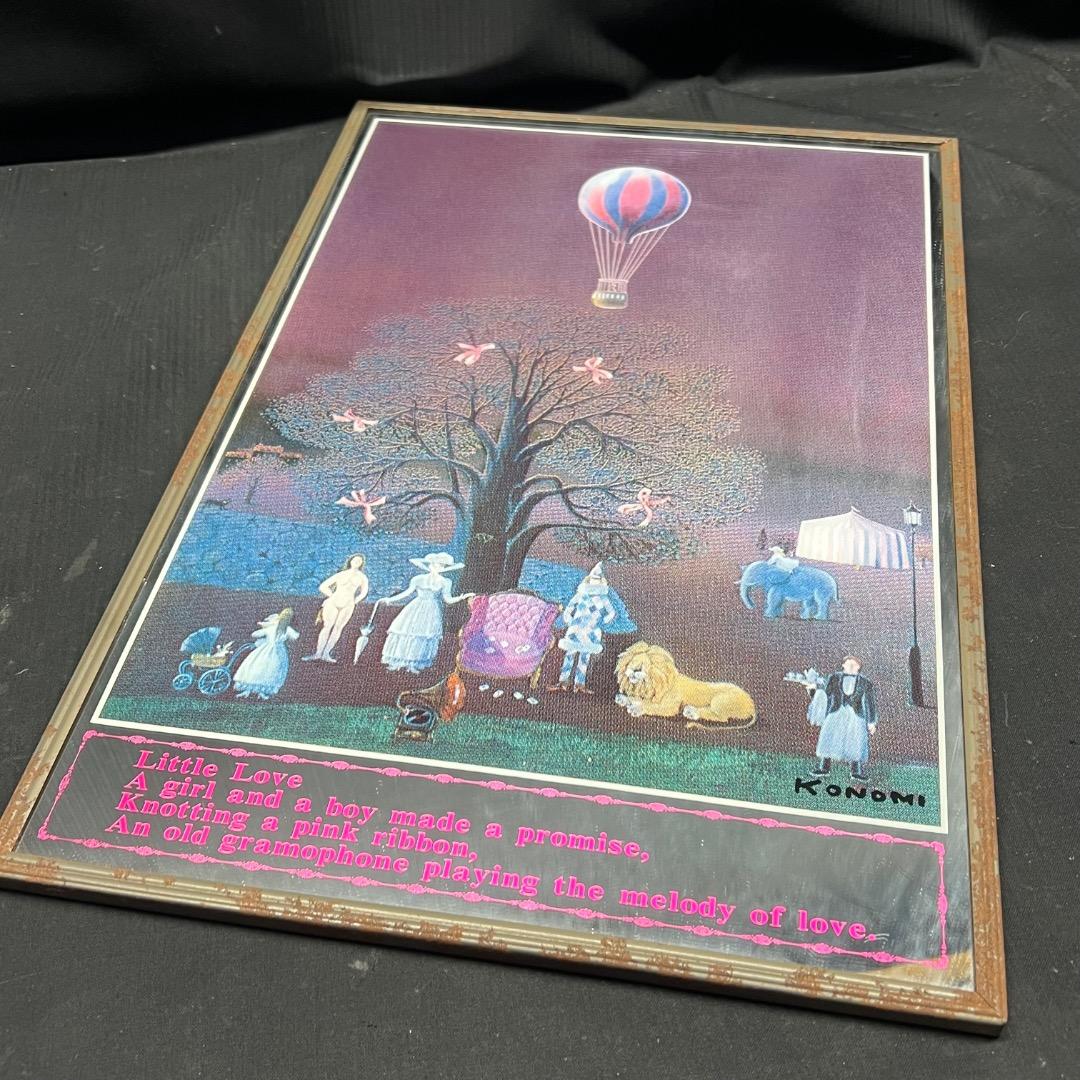 KONOMI
Little Love
A girl and a boy made a promise,
Knotting a pink ribbon,
An old gramophone playing the melody of love.